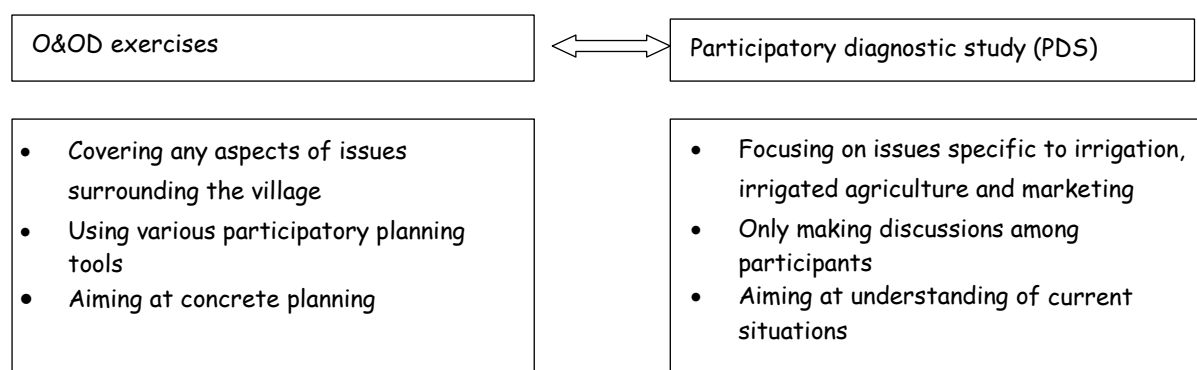 O&OD exercises
Participatory diagnostic study (PDS)
• Covering any aspects of issues
surrounding the village
• Using various participatory planning
tools
• Aiming at concrete planning
• Focusing on issues specific to irrigation,
irrigated agriculture and marketing
• Only making discussions among
participants
• Aiming at understanding of current
situations